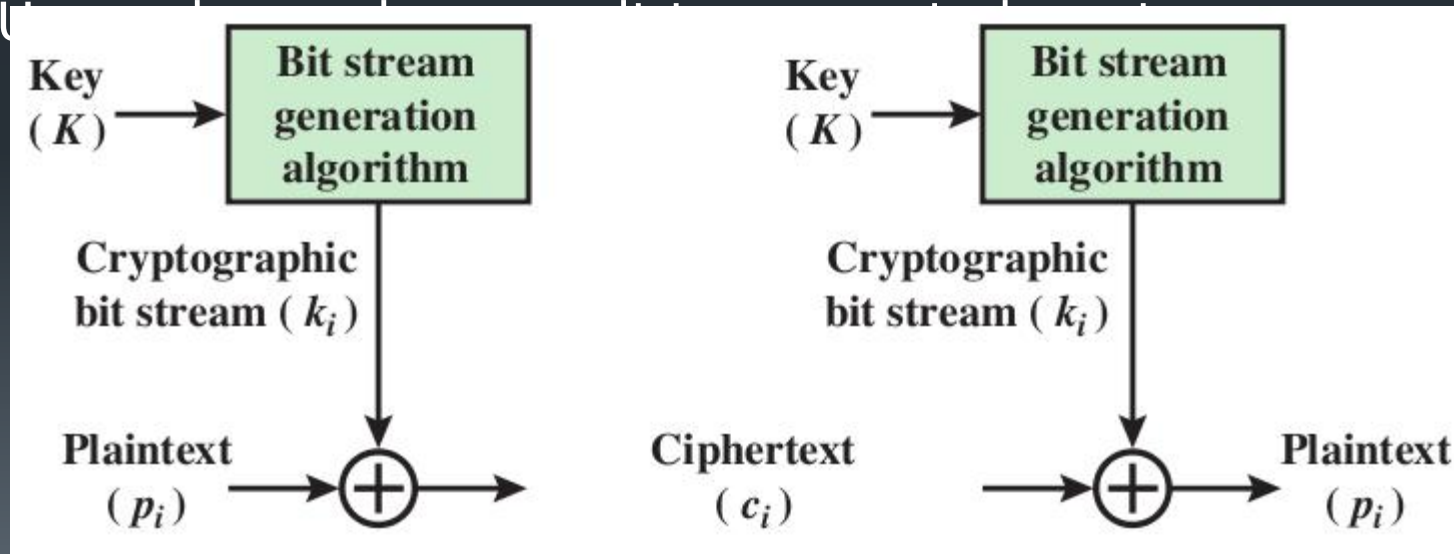 Key
( K )
Bit stream
generation
algorithm
Cryptographic
bit stream ( kᵢ )
Plaintext
( pᵢ )
Ciphertext
( cᵢ )
Key
( K )
Bit stream
generation
algorithm
Cryptographic
bit stream ( kᵢ )
Plaintext
( pᵢ )